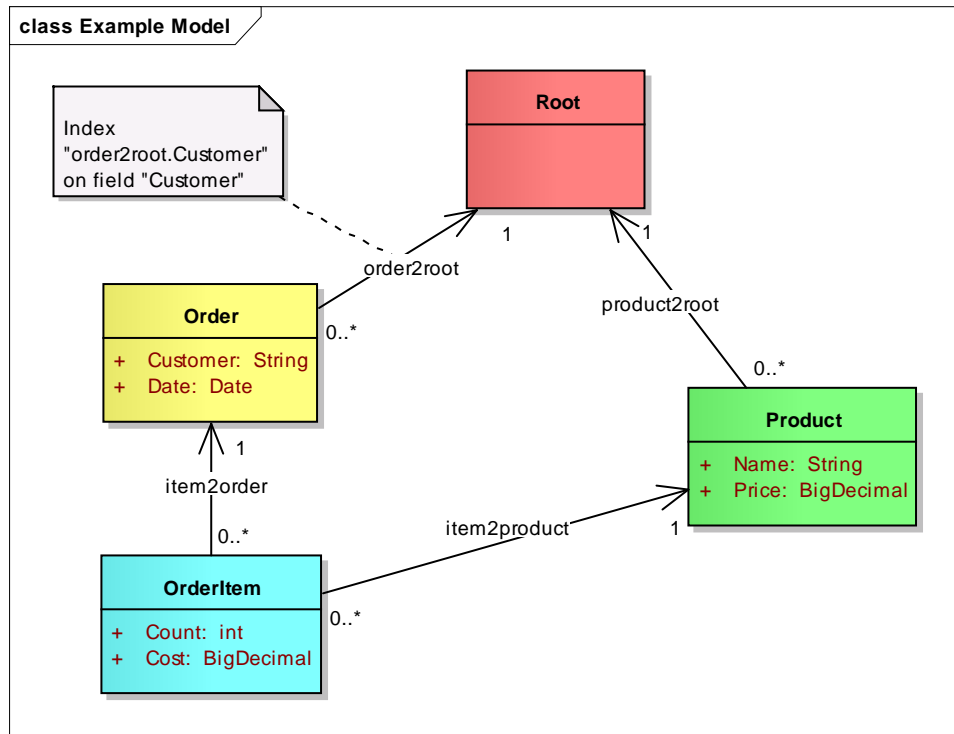 class Example Model
Index
"order2root.Customer"
on field "Customer"
Root
1
1
order2root
product2root
Order
0..*
+ Customer: String
+ Date: Date
0..*
Product
1
+ Name: String
+ Price: BigDecimal
item2order
item2product
1
0..*
OrderItem
0..*
+ Count: int
+ Cost: BigDecimal